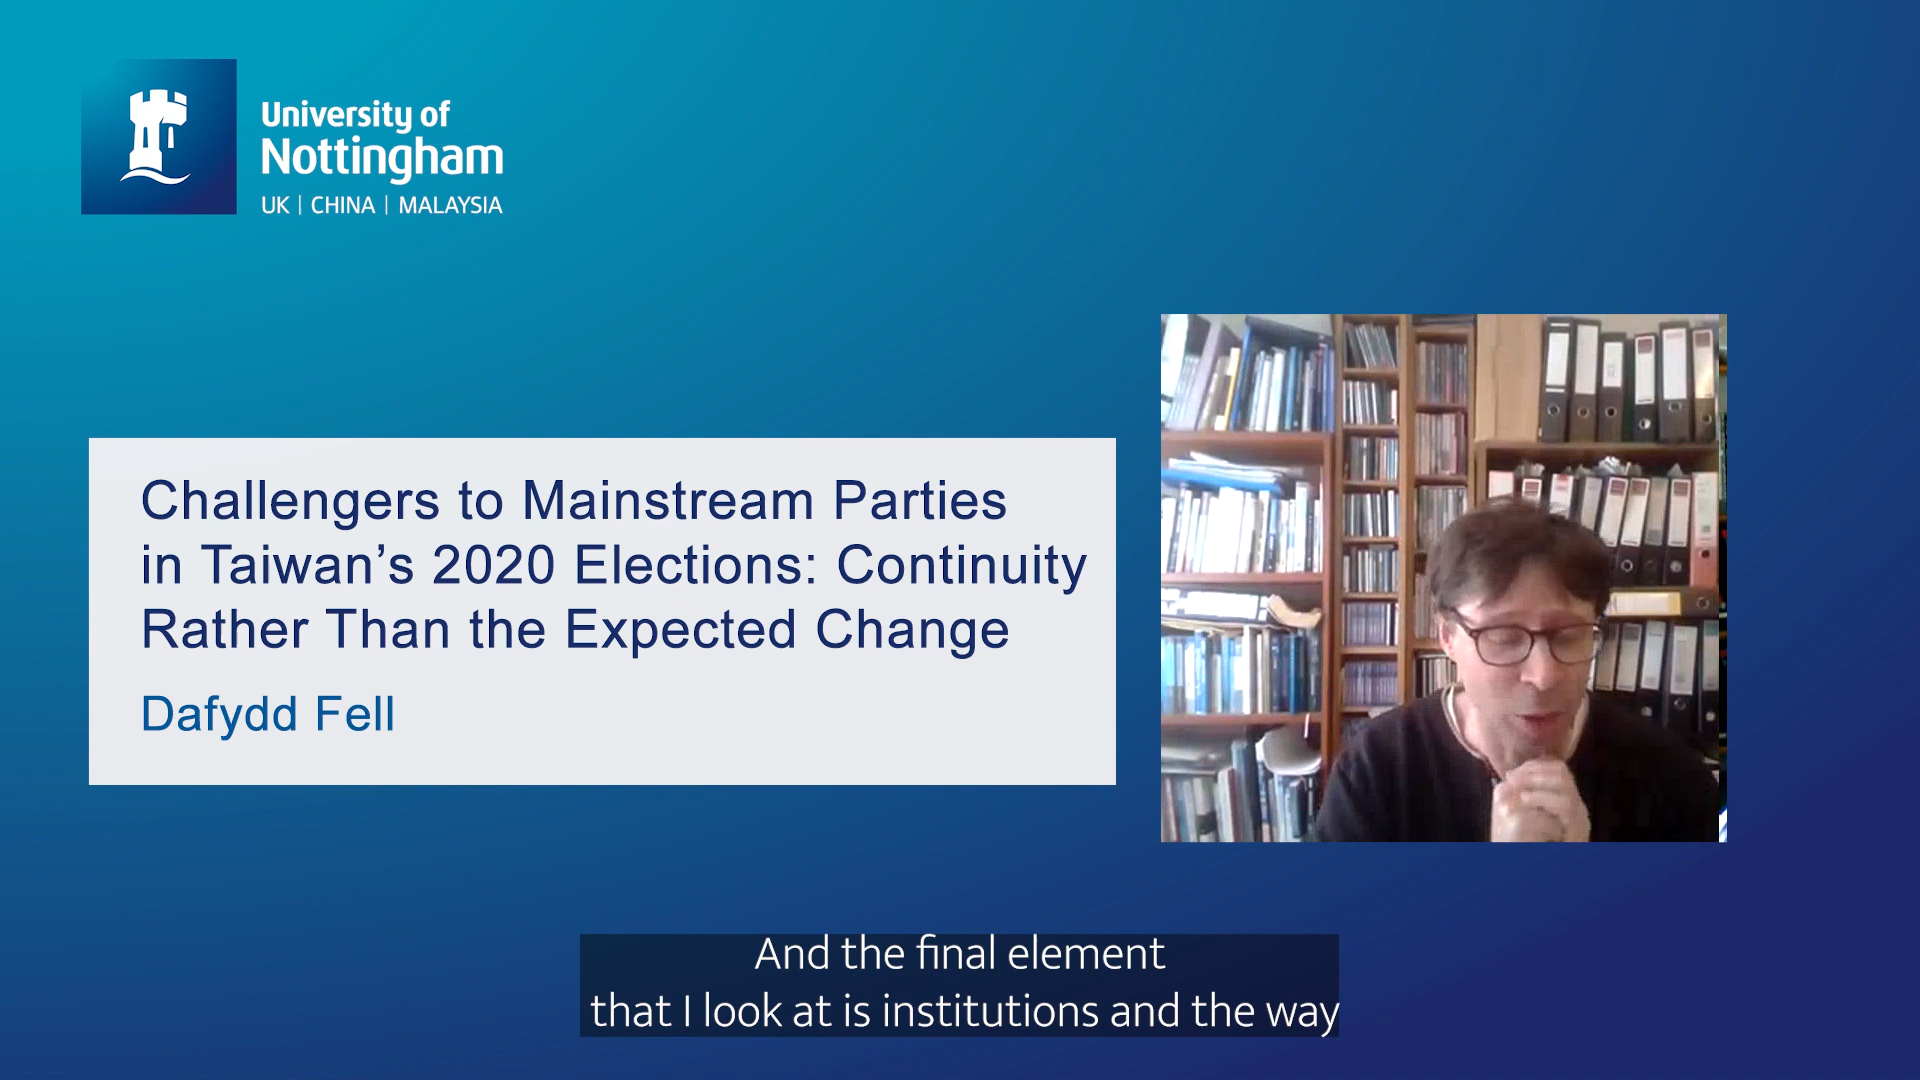 University of
Nottingham
UK | CHINA | MALAYSIA
Challengers to Mainstream Parties
in Taiwan’s 2020 Elections: Continuity
Rather Than the Expected Change
Dafydd Fell
And the final element
that I look at is institutions and the way